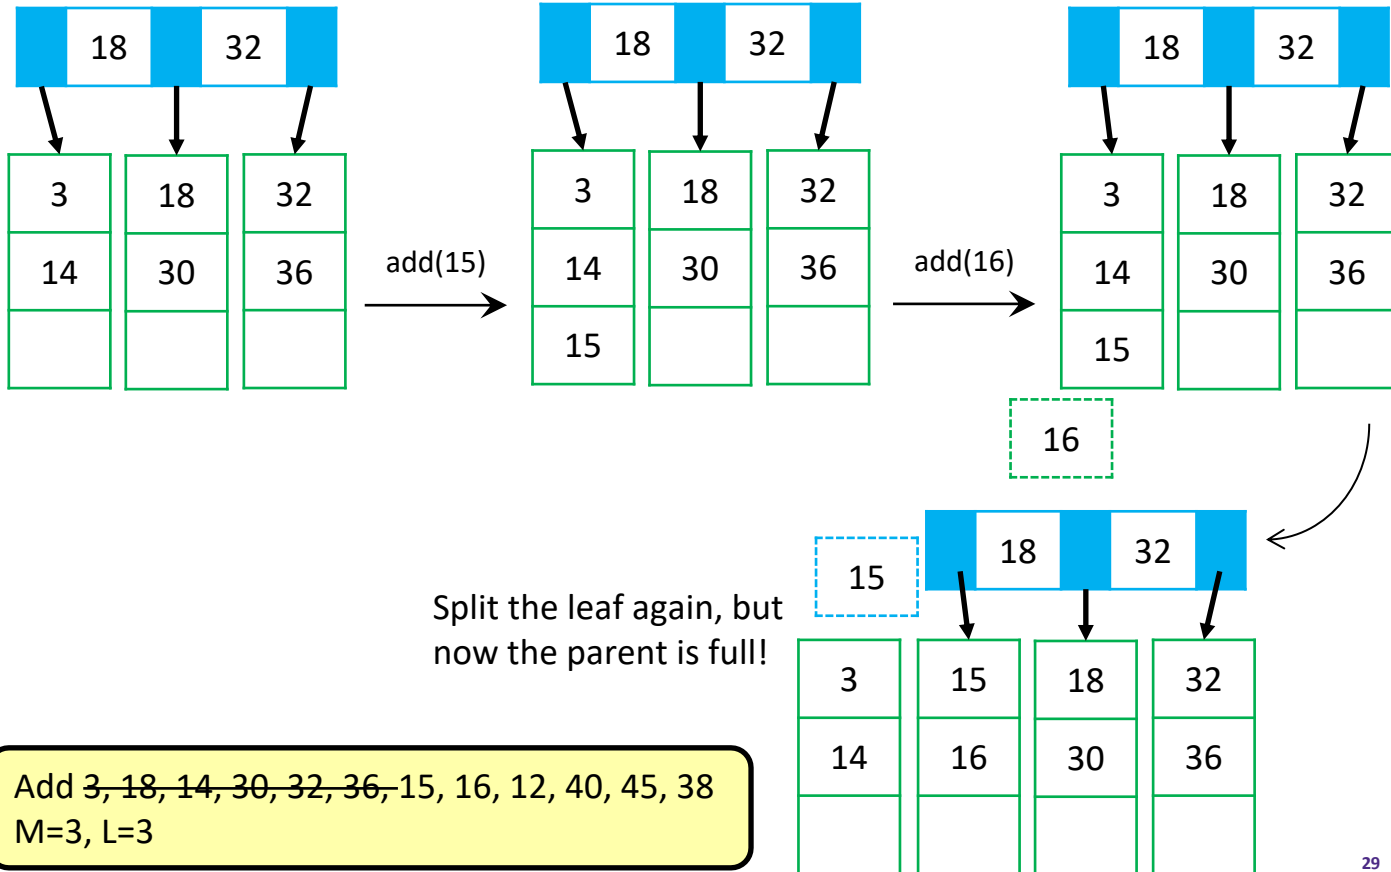 18 32
3 18 32
14 30 36
add(15)
18 32
3 18 32
14 30 36
15
add(16)
18 32
3 18 32
14 30 36
15
16
15
18 32
Split the leaf again, but
now the parent is full!
3 15 18 32
14 16 30 36
Add 3, 18, 14, 30, 32, 36, 15, 16, 12, 40, 45, 38
M=3, L=3
29